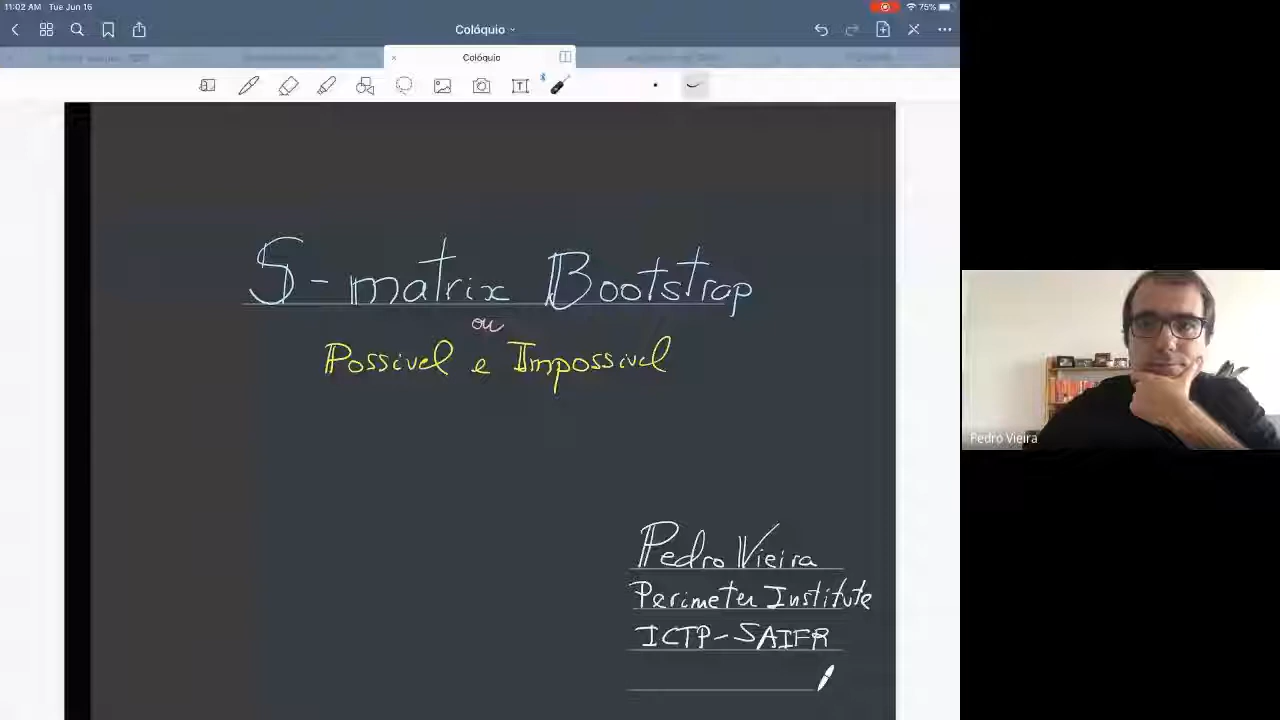 11:02 AM Tue Jun 16
75%
Colóquio
Colóquio
S-matrix Bootstrap
ou
Possivel e Impossivel
Pedro Vieira
Perimeter Institute
ICTP-SAIFR
Pedro Vieira